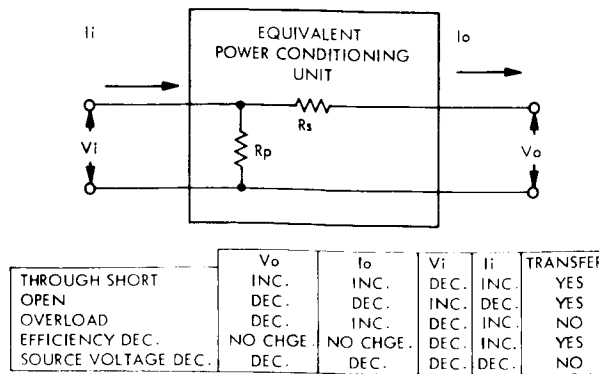 Ii
EQUIVALENT
POWER CONDITIONING
UNIT
Io
Vi
Rs
Rp
Vo
Vo Io Vi Ii TRANSFER
THROUGH SHORT INC. INC. DEC. INC. YES
OPEN DEC. DEC. INC. DEC. YES
OVERLOAD DEC. INC. DEC. INC. NO
EFFICIENCY DEC. NO CHGE. NO CHGE. DEC. INC. YES
SOURCE VOLTAGE DEC. DEC. DEC. DEC. DEC. NO